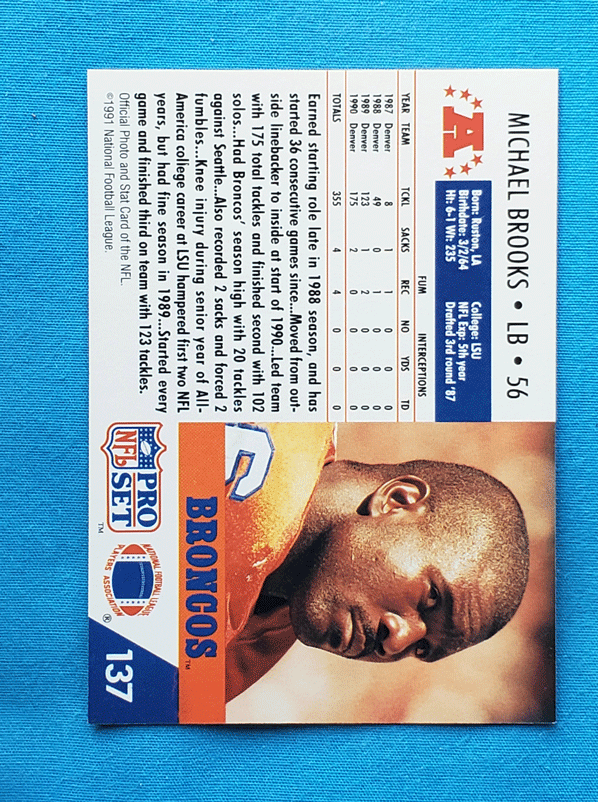 MICHAEL BROOKS • LB • 56
A
Born: Ruston, LA College: LSU
Birthdate: 3/2/64 NFL Exp: 5th year
Ht: 6-1 Wt: 235 Drafted 3rd round '87
FUM INTERCEPTIONS
YEAR TEAM TCKL SACKS REC NO YDS TD
1987 Denver 8 1 1 0 0 0
1988 Denver 49 0 1 0 0 0
1989 Denver 123 1 2 0 0 0
1990 Denver 175 2 0 0 0 0
TOTALS 355 4 4 0 0 0
Earned starting role late in 1988 season, and has
started 36 consecutive games since...Moved from out-
side linebacker to inside at start of 1990...Led team
with 175 total tackles and finished second with 102
solos...Had Broncos' season high with 20 tackles
against Seattle...Also recorded 2 sacks and forced 2
fumbles...Knee injury during senior year of All-
America college career at LSU hampered first two NFL
years, but had fine season in 1989...Started every
game and finished third on team with 123 tackles.
Official Photo and Stat Card of the NFL.
©1991 National Football League.
6
BRONCOS™
PRO
NFL
SET™
NATIONAL FOOTBALL LEAGUE
PLAYERS ASSOCIATION®
137